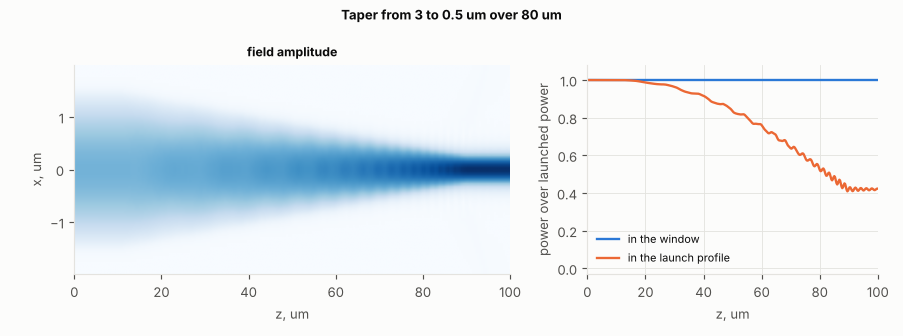 Taper from 3 to 0.5 um over 80 um
field amplitude
x, um
1
0
−1
0 20 40 60 80 100
z, um
power over launched power
1.0
0.8
0.6
0.4
0.2
0.0
in the window
in the launch profile
0 20 40 60 80 100
z, um